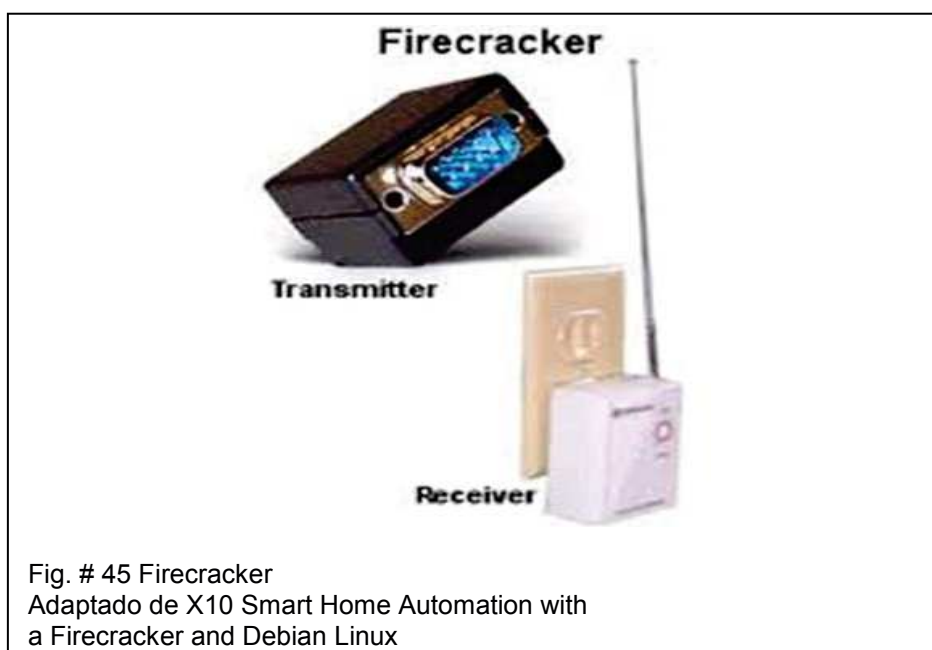 Firecracker
Transmitter
Receiver
Fig. # 45 Firecracker
Adaptado de X10 Smart Home Automation with
a Firecracker and Debian Linux